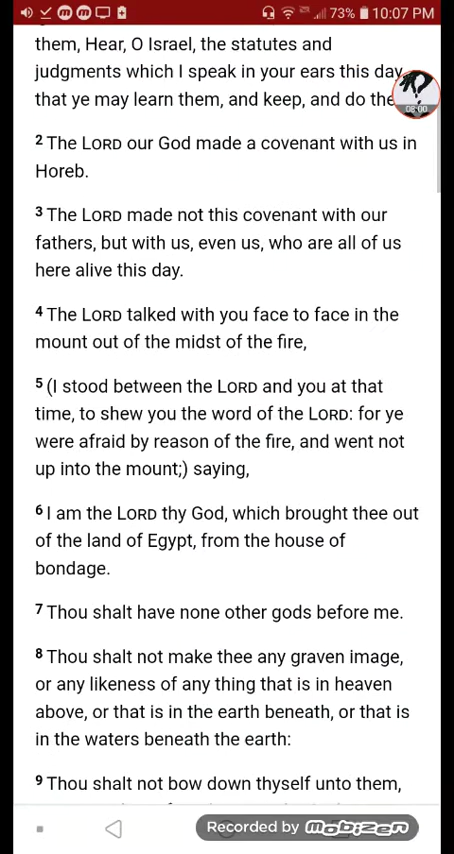 73% 10:07 PM
them, Hear, O Israel, the statutes and
judgments which I speak in your ears this day,
that ye may learn them, and keep, and do
08:00
2 The LORD our God made a covenant with us in
Horeb.
3 The LORD made not this covenant with our
fathers, but with us, even us, who are all of us
here alive this day.
4 The LORD talked with you face to face in the
mount out of the midst of the fire,
5 (I stood between the LORD and you at that
time, to shew you the word of the LORD: for ye
were afraid by reason of the fire, and went not
up into the mount;) saying,
6 I am the LORD thy God, which brought thee out
of the land of Egypt, from the house of
bondage.
7 Thou shalt have none other gods before me.
8 Thou shalt not make thee any graven image,
or any likeness of any thing that is in heaven
above, or that is in the earth beneath, or that is
in the waters beneath the earth:
9 Thou shalt not bow down thyself unto them,
Recorded by mobizen